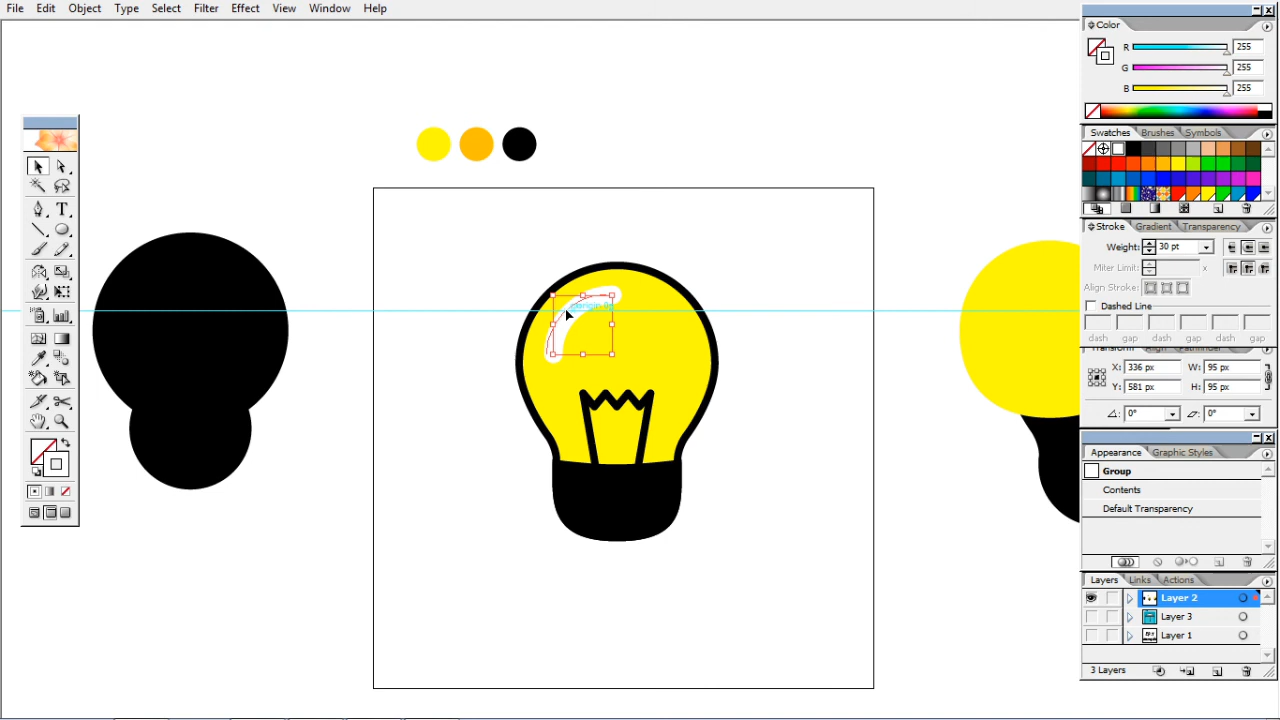 File Edit Object Type Select Filter Effect View Window Help
Color
R 255
G 255
B 255
Swatches Brushes Symbols
Stroke Gradient Transparency
Weight: 30 pt
Miter Limit: x
Align Stroke:
Dashed Line
dash gap dash gap dash gap
Transform Align Pathfinder
X: 336 px W: 95 px
Y: 581 px H: 95 px
0° 0°
Appearance Graphic Styles
Group
Contents
Default Transparency
Layers Links Actions
Layer 2
Layer 3
Layer 1
3 Layers